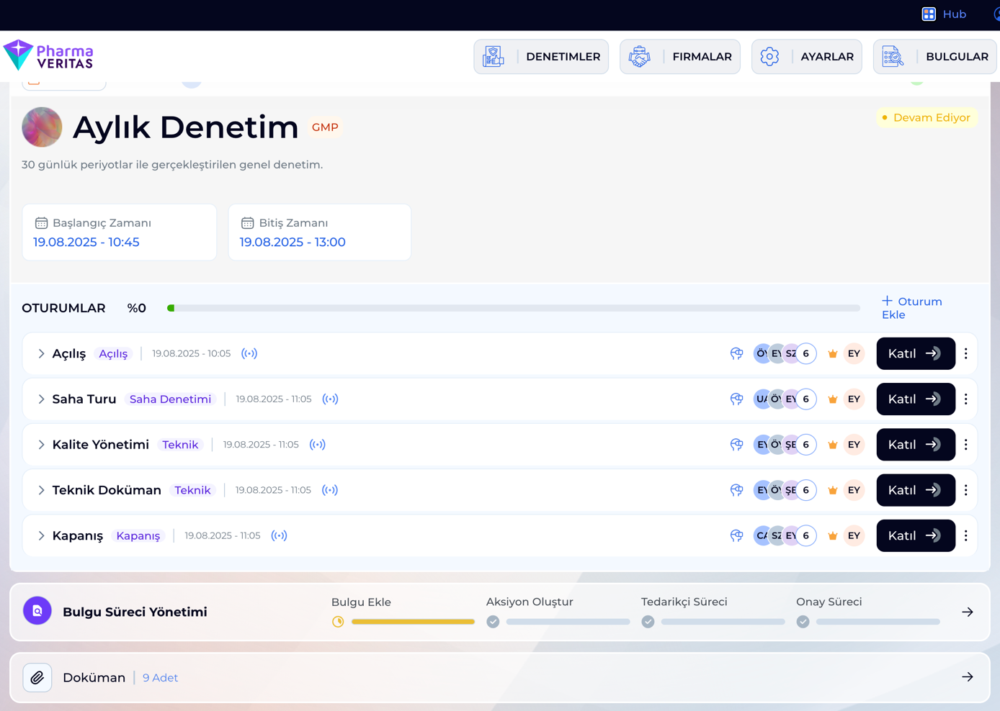 Hub
Pharma
VERITAS
DENETIMLER
FIRMALAR
AYARLAR
BULGULAR
Aylık Denetim
GMP
Devam Ediyor
30 günlük periyotlar ile gerçekleştirilen genel denetim.
Başlangıç Zamanı
19.08.2025 - 10:45
Bitiş Zamanı
19.08.2025 - 13:00
OTURUMLAR
%0
+ Oturum
Ekle
Açılış Açılış 19.08.2025 - 10:05 ÖY EY SZ 6 EY Katıl
Saha Turu Saha Denetimi 19.08.2025 - 11:05 UA ÖY EY 6 EY Katıl
Kalite Yönetimi Teknik 19.08.2025 - 11:05 EY ÖY ŞE 6 EY Katıl
Teknik Doküman Teknik 19.08.2025 - 11:05 EY ÖY ŞE 6 EY Katıl
Kapanış Kapanış 19.08.2025 - 11:05 CA SZ EY 6 EY Katıl
Bulgu Süreci Yönetimi
Bulgu Ekle
Aksiyon Oluştur
Tedarikçi Süreci
Onay Süreci
Doküman
9 Adet